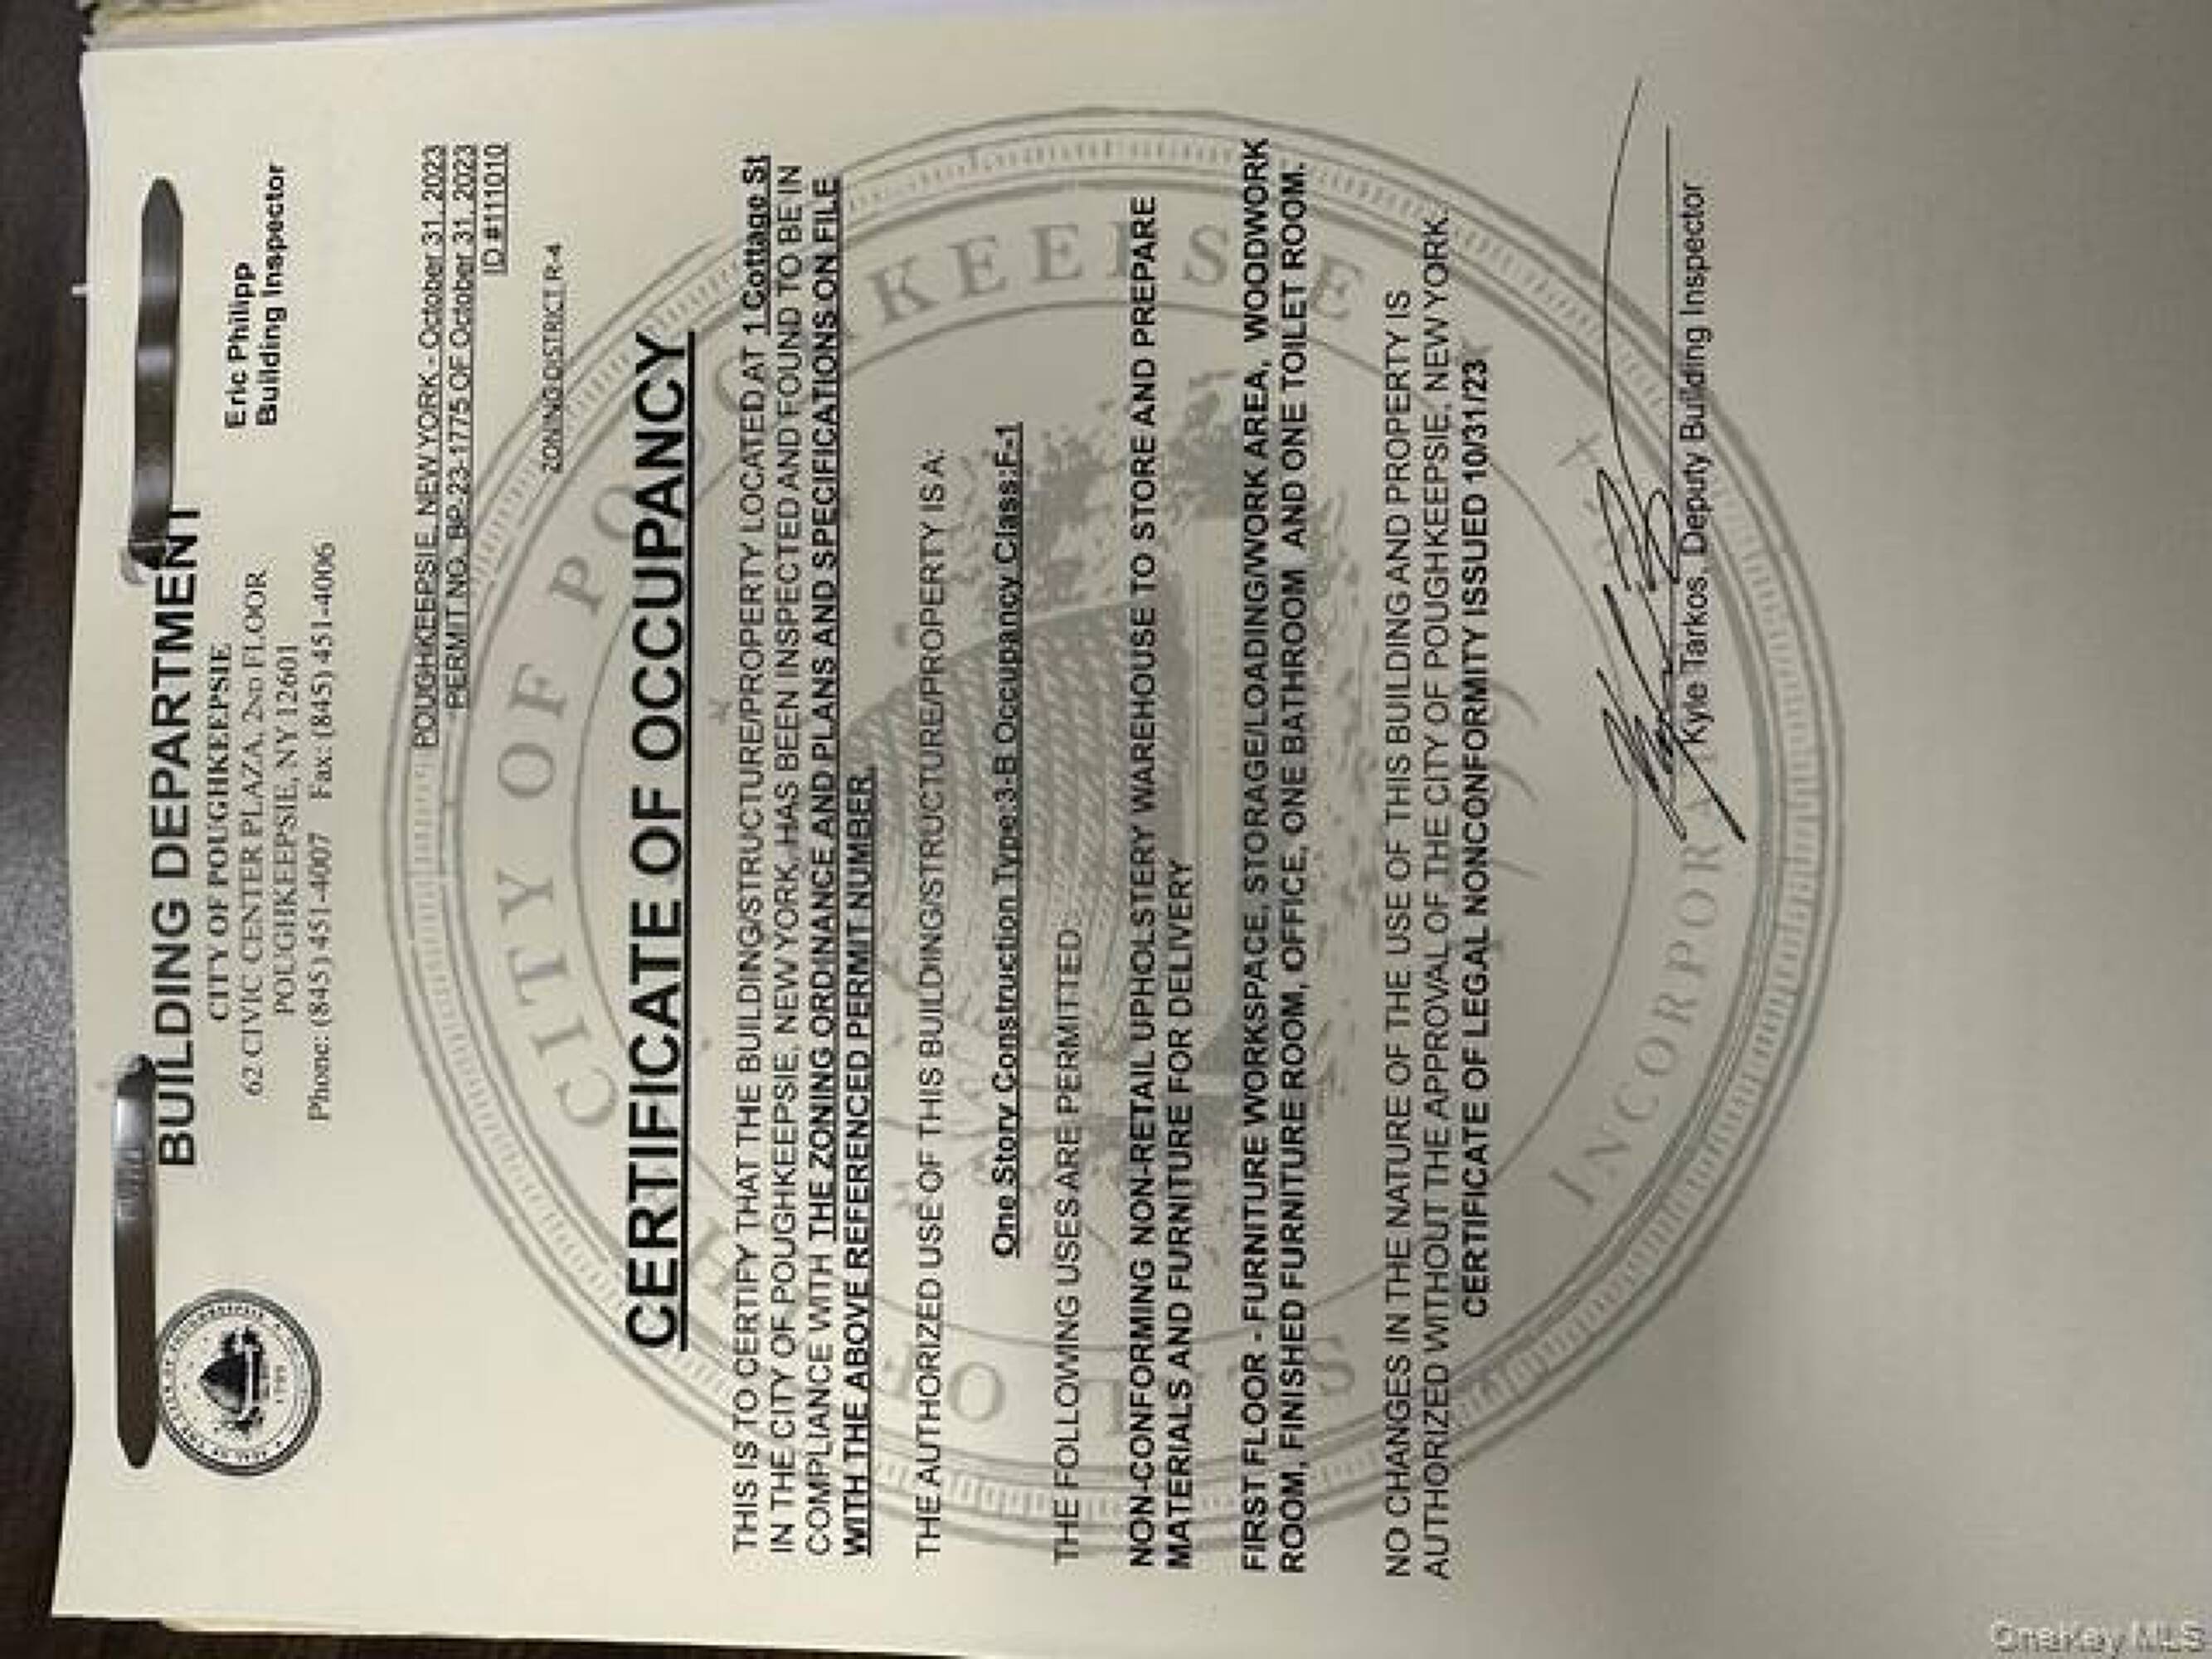 BUILDING DEPARTMENT
CITY OF POUGHKEEPSIE
62 CIVIC CENTER PLAZA, 2ND FLOOR
POUGHKEEPSIE, NY 12601
Phone: (845) 451-4007 Fax: (845) 451-4006
Eric Philipp
Building Inspector
POUGHKEEPSIE, NEW YORK - October 31, 2023
PERMIT NO. BP-23-1775 OF October 31, 2023
ID #111010
ZONING DISTRICT R-4
CERTIFICATE OF OCCUPANCY
THIS IS TO CERTIFY THAT THE BUILDING/STRUCTURE/PROPERTY LOCATED AT 1 Cottage St
IN THE CITY OF POUGHKEEPSIE, NEW YORK, HAS BEEN INSPECTED AND FOUND TO BE IN
COMPLIANCE WITH THE ZONING ORDINANCE AND PLANS AND SPECIFICATIONS ON FILE
WITH THE ABOVE REFERENCED PERMIT NUMBER.
THE AUTHORIZED USE OF THIS BUILDING/STRUCTURE/PROPERTY IS A:
One Story Construction Type:3-B Occupancy Class:F-1
THE FOLLOWING USES ARE PERMITTED:
NON-CONFORMING NON-RETAIL UPHOLSTERY WAREHOUSE TO STORE AND PREPARE
MATERIALS AND FURNITURE FOR DELIVERY
FIRST FLOOR - FURNITURE WORKSPACE, STORAGE/LOADING/WORK AREA, WOODWORK
ROOM, FINISHED FURNITURE ROOM, OFFICE, ONE BATHROOM AND ONE TOILET ROOM.
NO CHANGES IN THE NATURE OF THE USE OF THIS BUILDING AND PROPERTY IS
AUTHORIZED WITHOUT THE APPROVAL OF THE CITY OF POUGHKEEPSIE, NEW YORK.
CERTIFICATE OF LEGAL NONCONFORMITY ISSUED 10/31/23
Kyle Tarkos, Deputy Building Inspector
CITY OF POUGHKEEPSIE
INCORPOR
OneKey MLS